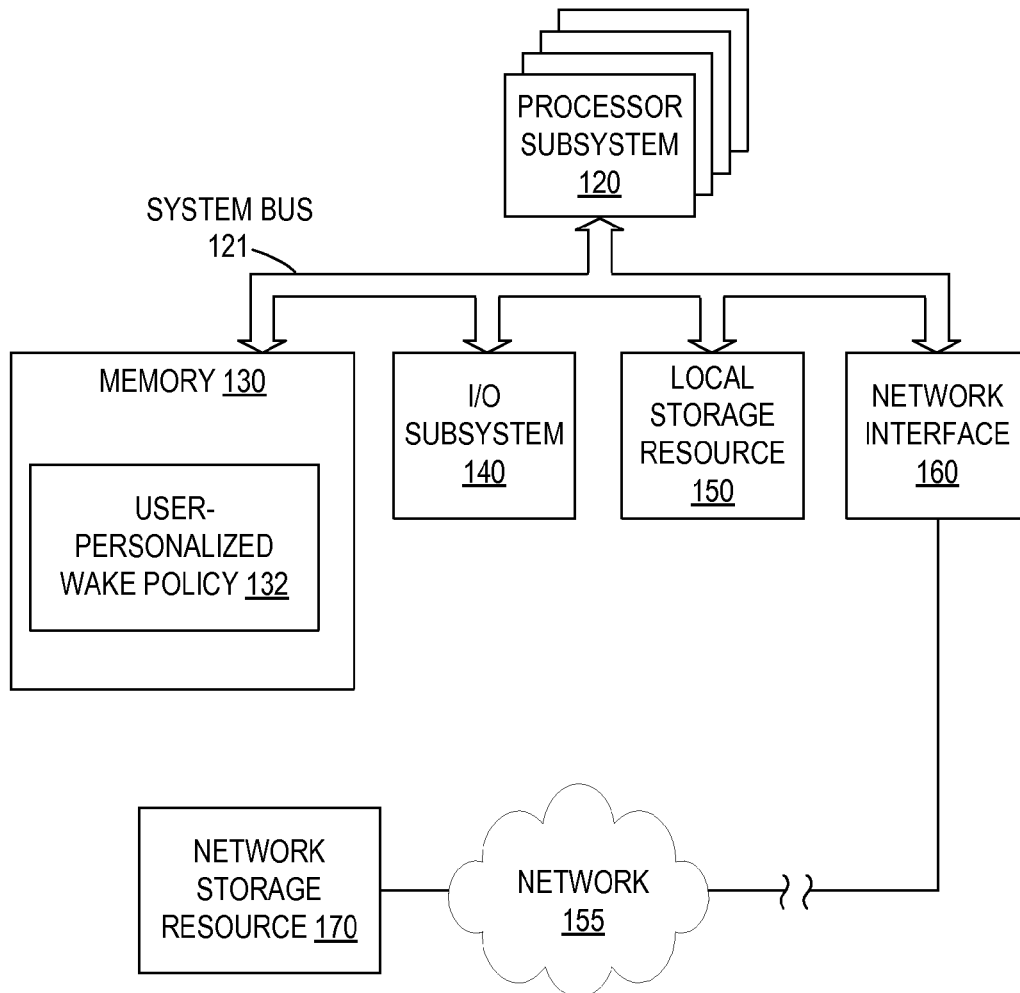 PROCESSOR
SUBSYSTEM
120
SYSTEM BUS
121
MEMORY 130
USER-
PERSONALIZED
WAKE POLICY 132
I/O
SUBSYSTEM
140
LOCAL
STORAGE
RESOURCE
150
NETWORK
INTERFACE
160
NETWORK
STORAGE
RESOURCE 170
NETWORK
155